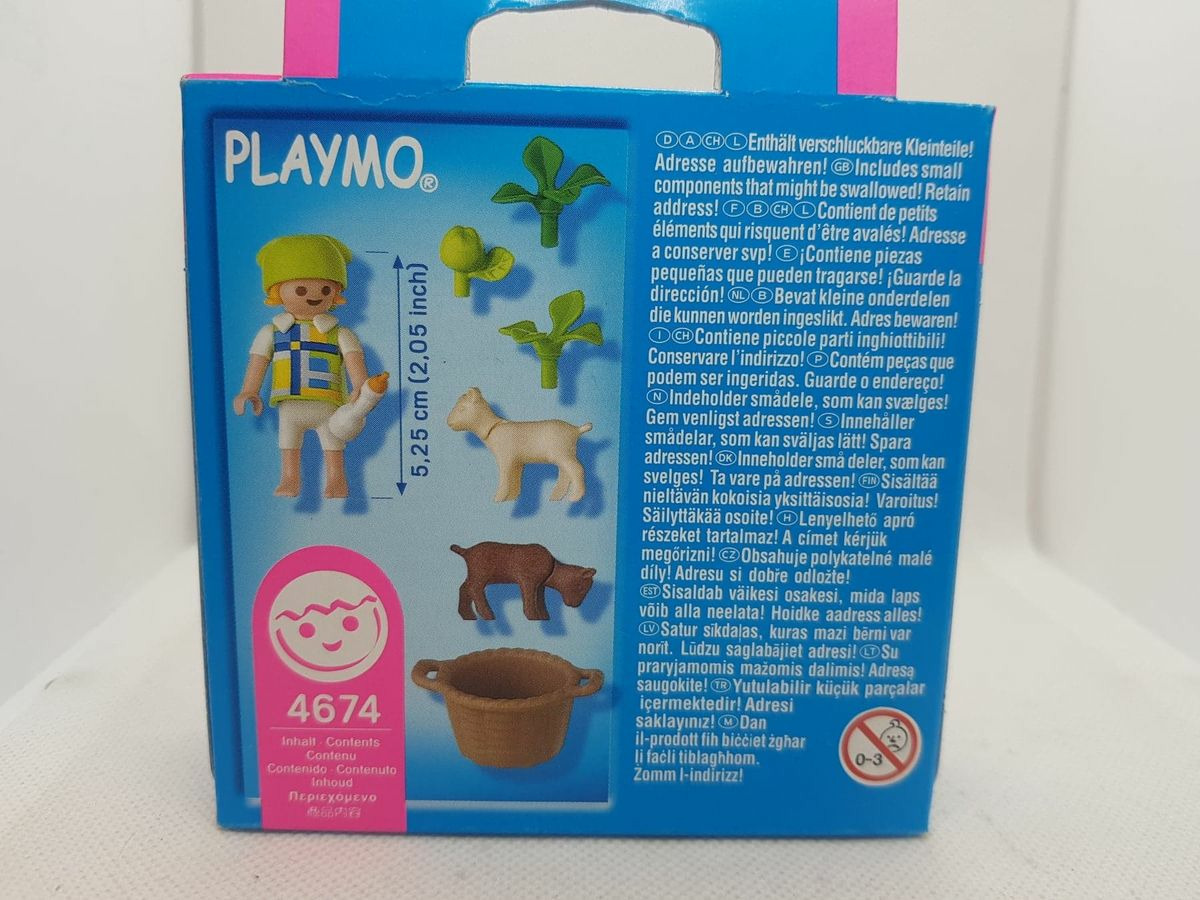 PLAYMO®
5,25 cm (2,05 inch)
4674
Inhalt · Contents
Contenu
Contenido · Contenuto
Inhoud
Περιεχόμενο
D A CH L Enthält verschluckbare Kleinteile!
Adresse aufbewahren! GB Includes small
components that might be swallowed! Retain
address! F B CH L Contient de petits
éléments qui risquent d'être avalés! Adresse
a conserver svp! E ¡Contiene piezas
pequeñas que pueden tragarse! ¡Guarde la
dirección! NL B Bevat kleine onderdelen
die kunnen worden ingeslikt. Adres bewaren!
I CH Contiene piccole parti inghiottibili!
Conservare l'indirizzo! P Contém peças que
podem ser ingeridas. Guarde o endereço!
N Indeholder smådele, som kan svælges!
Gem venligst adressen! S Innehåller
smådelar, som kan sväljas lätt! Spara
adressen! DK Inneholder små deler, som kan
svelges! Ta vare på adressen! FIN Sisältää
nieltävän kokoisia yksittäisosia! Varoitus!
Säilyttäkää osoite! H Lenyelhető apró
részeket tartalmaz! A címet kérjük
megőrizni! CZ Obsahuje polykatelné malé
díly! Adresu si dobře odložte!
EST Sisaldab väikesi osakesi, mida laps
võib alla neelata! Hoidke aadress alles!
LV Satur sīkdaļas, kuras mazi bērni var
norīt. Lūdzu saglabājiet adresi! LT Su
praryjamomis mažomis dalimis! Adresą
saugokite! TR Yutulabilir küçük parçalar
içermektedir! Adresi
saklayınız! M Dan
il-prodott fih biċċiet żgħar
li faċli tiblagħhom.
Żomm l-indirizz!
0-3